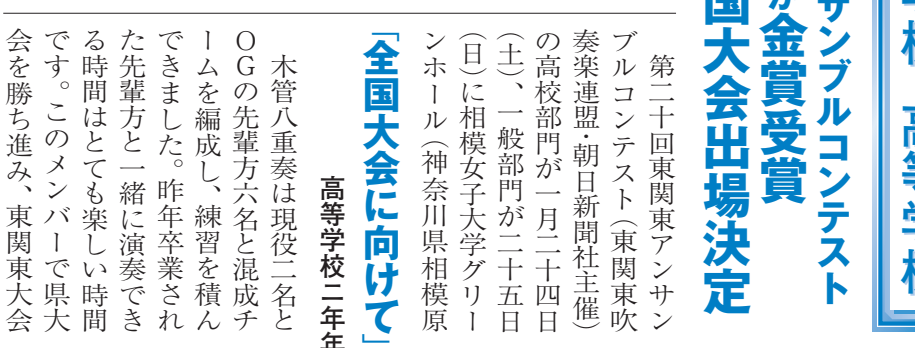 高等学校
サンブルコンテスト
金賞受賞
国大会出場決定
第二十回東関東アンサン
ブルコンテスト（東関東吹
奏楽連盟・朝日新聞社主催）
の高校部門が一月二十四日
（土）、一般部門が二十五日
（日）に相模女子大学グリー
ンホール（神奈川県相模原
「全国大会に向けて」
高等学校二年年
木管八重奏は現役二名と
OGの先輩方六名と混成チ
ームを編成し、練習を積ん
できました。昨年卒業され
た先輩方と一緒に演奏でき
る時間はとても楽しい時間
です。このメンバーで県大
会を勝ち進み、東関東大会